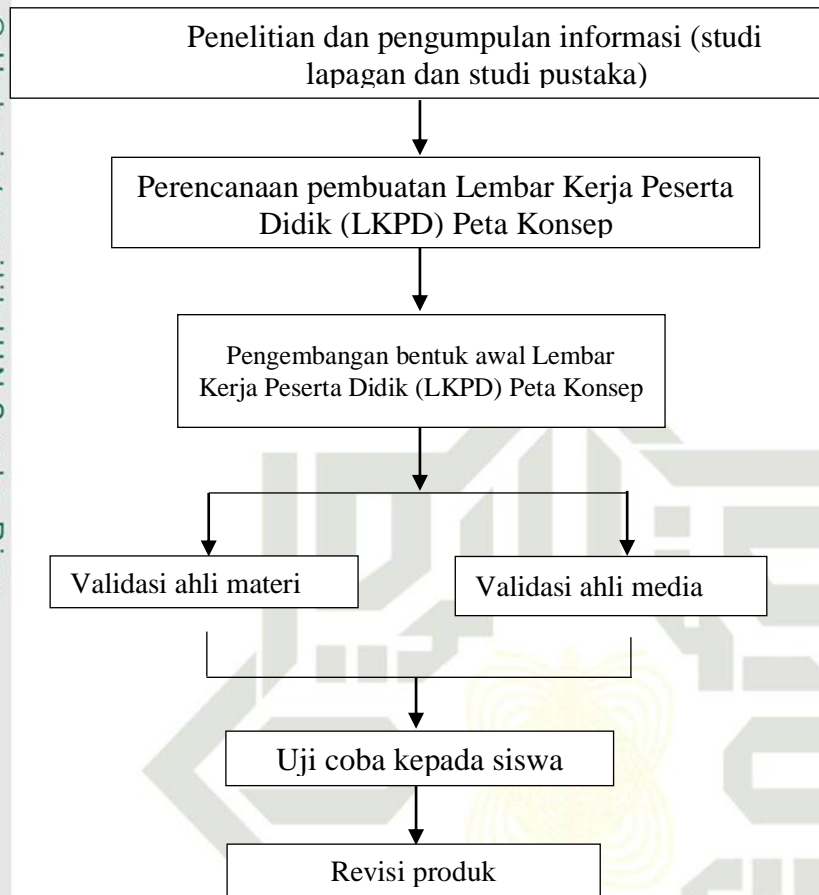 Penelitian dan pengumpulan informasi (studi
lapangan dan studi pustaka)
Perencanaan pembuatan Lembar Kerja Peserta
Didik (LKPD) Peta Konsep
Pengembangan bentuk awal Lembar
Kerja Peserta Didik (LKPD) Peta Konsep
Validasi ahli materi
Validasi ahli media
Uji coba kepada siswa
Revisi produk